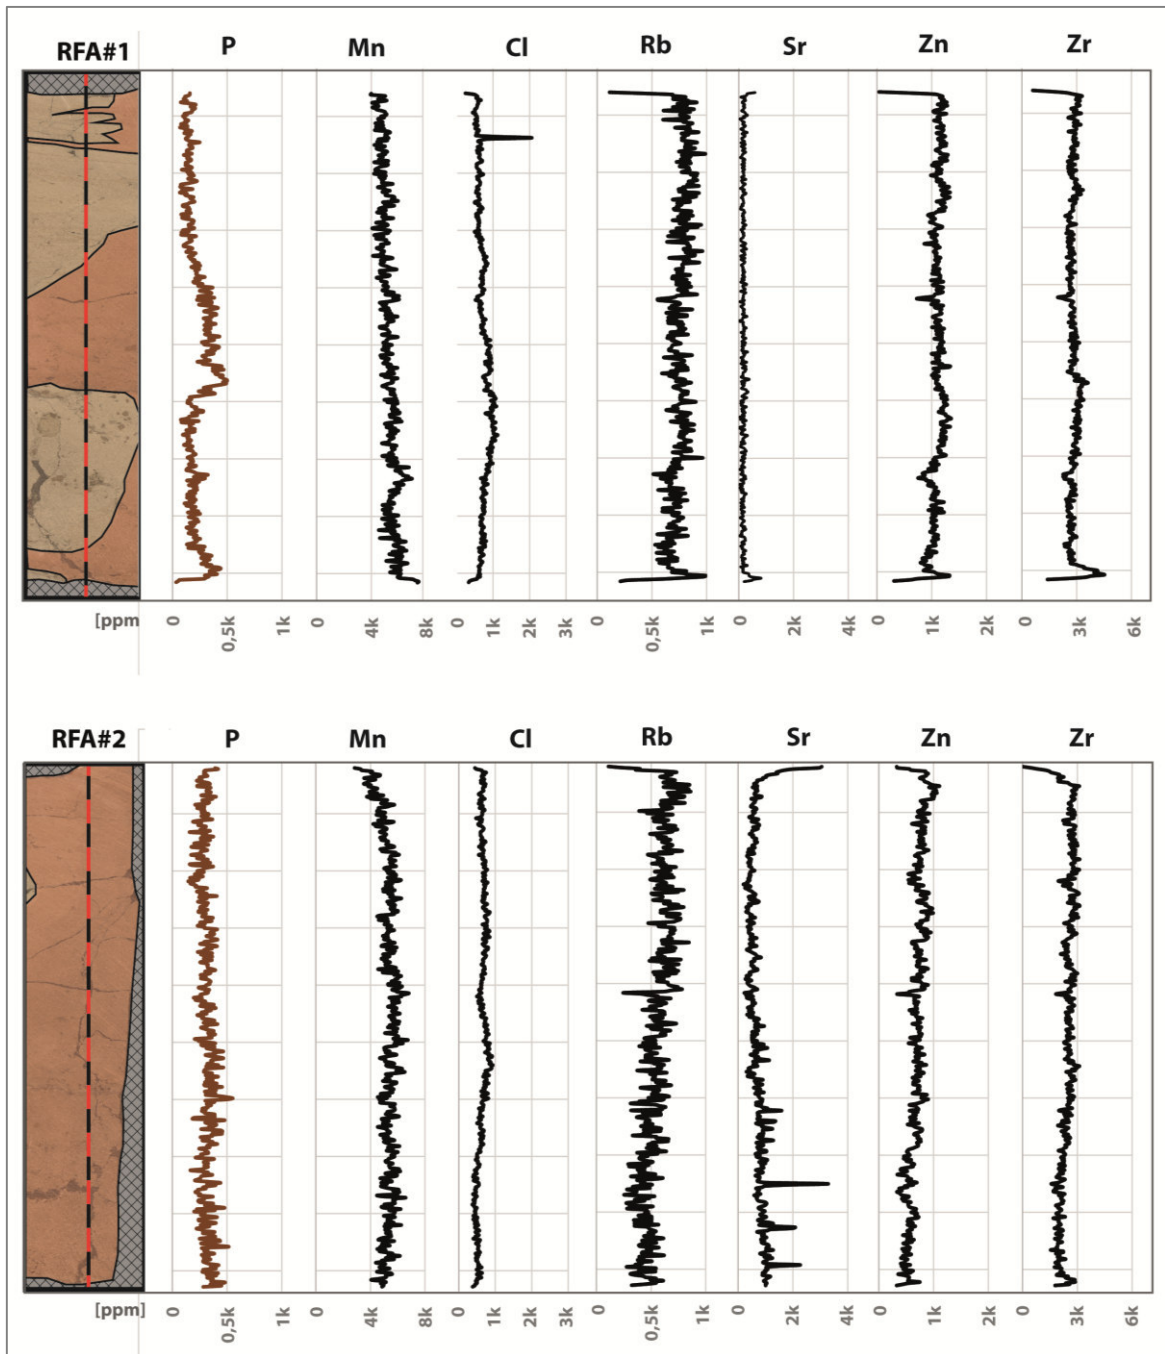 RFA#1 P Mn Cl Rb Sr Zn Zr
[ppm 0 0,5k 1k 0 4k 8k 0 1k 2k 3k 0 0,5k 1k 0 2k 4k 0 1k 2k 0 3k 6k
RFA#2 P Mn Cl Rb Sr Zn Zr
[ppm] 0 0,5k 1k 0 4k 8k 0 1k 2k 3k 0 0,5k 1k 0 2k 4k 0 1k 2k 0 3k 6k